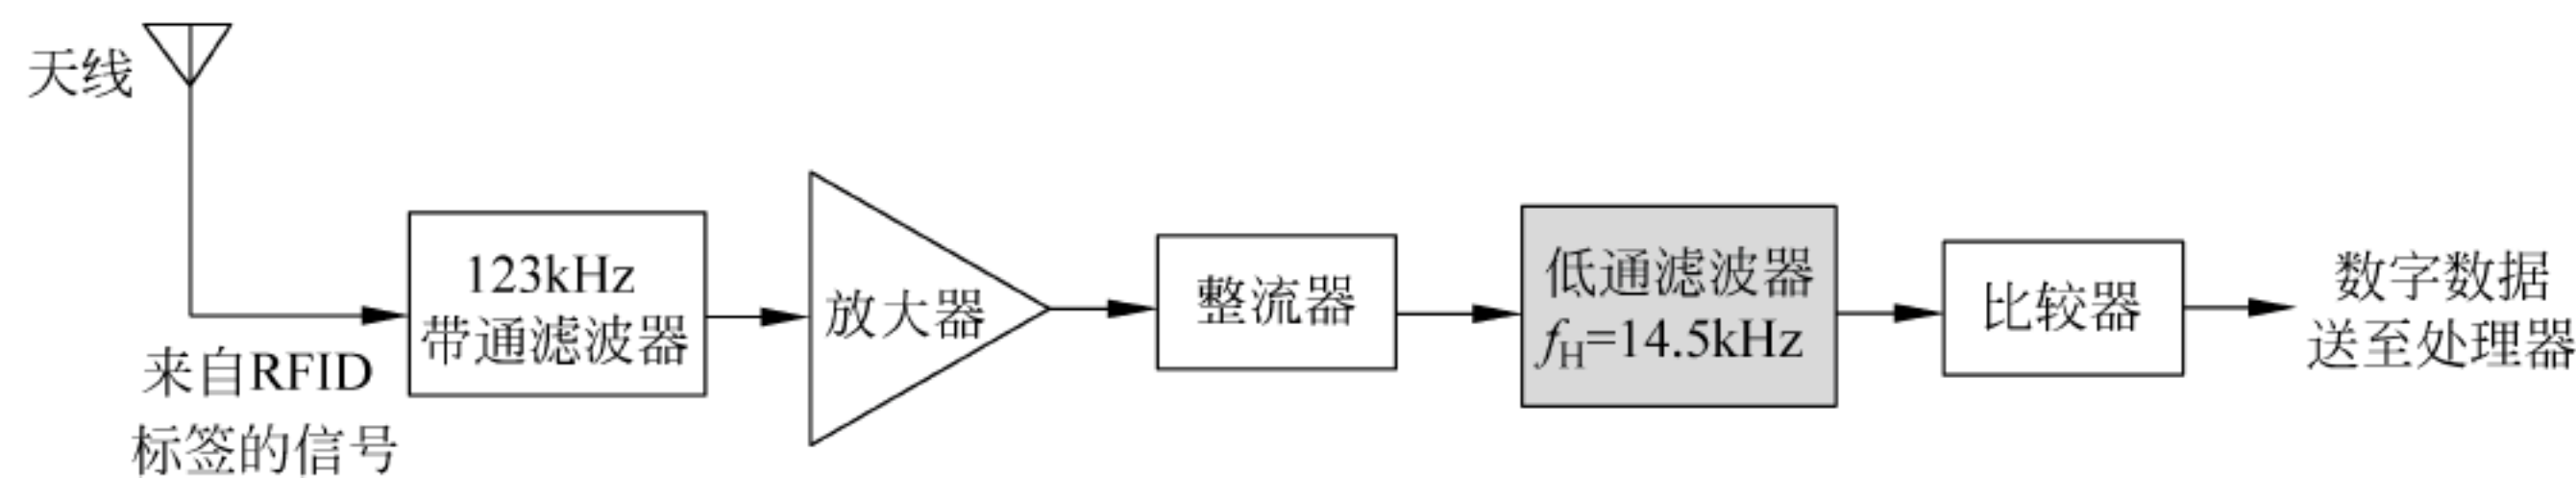 天线
来自RFID
标签的信号
123kHz
带通滤波器
放大器
整流器
低通滤波器
fH=14.5kHz
比较器
数字数据
送至处理器